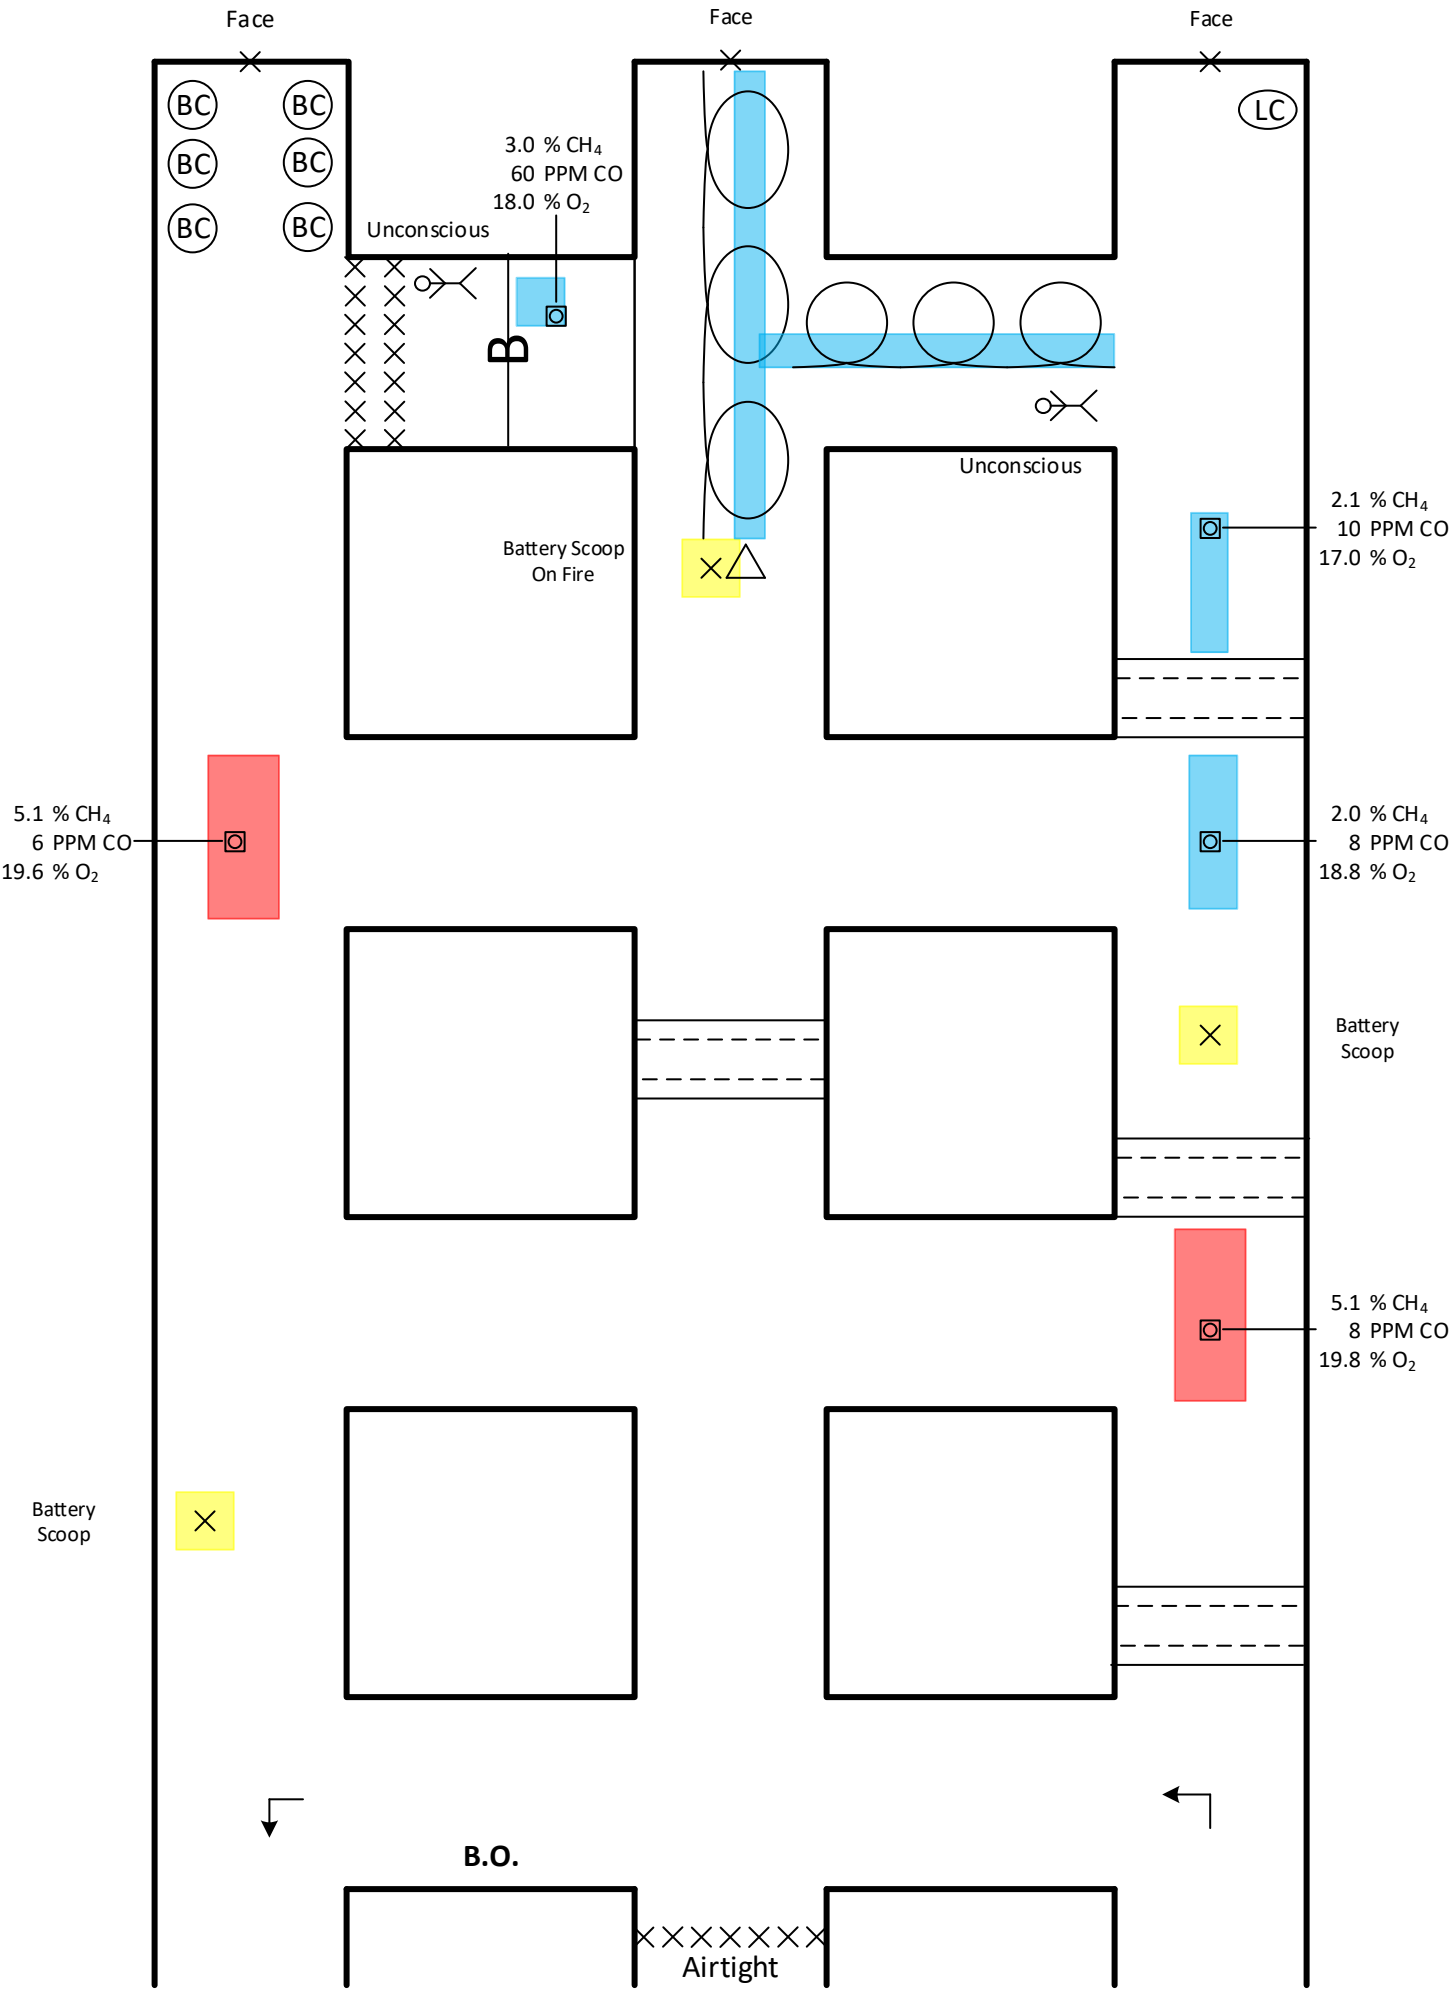 Face
Face
Face
BC
BC
LC
BC
BC
BC
BC
3.0 % CH₄
60 PPM CO
18.0 % O₂
Unconscious
B
Unconscious
2.1 % CH₄
10 PPM CO
17.0 % O₂
Battery Scoop
On Fire
5.1 % CH₄
6 PPM CO
19.6 % O₂
2.0 % CH₄
8 PPM CO
18.8 % O₂
Battery
Scoop
5.1 % CH₄
8 PPM CO
19.8 % O₂
Battery
Scoop
B.O.
Airtight